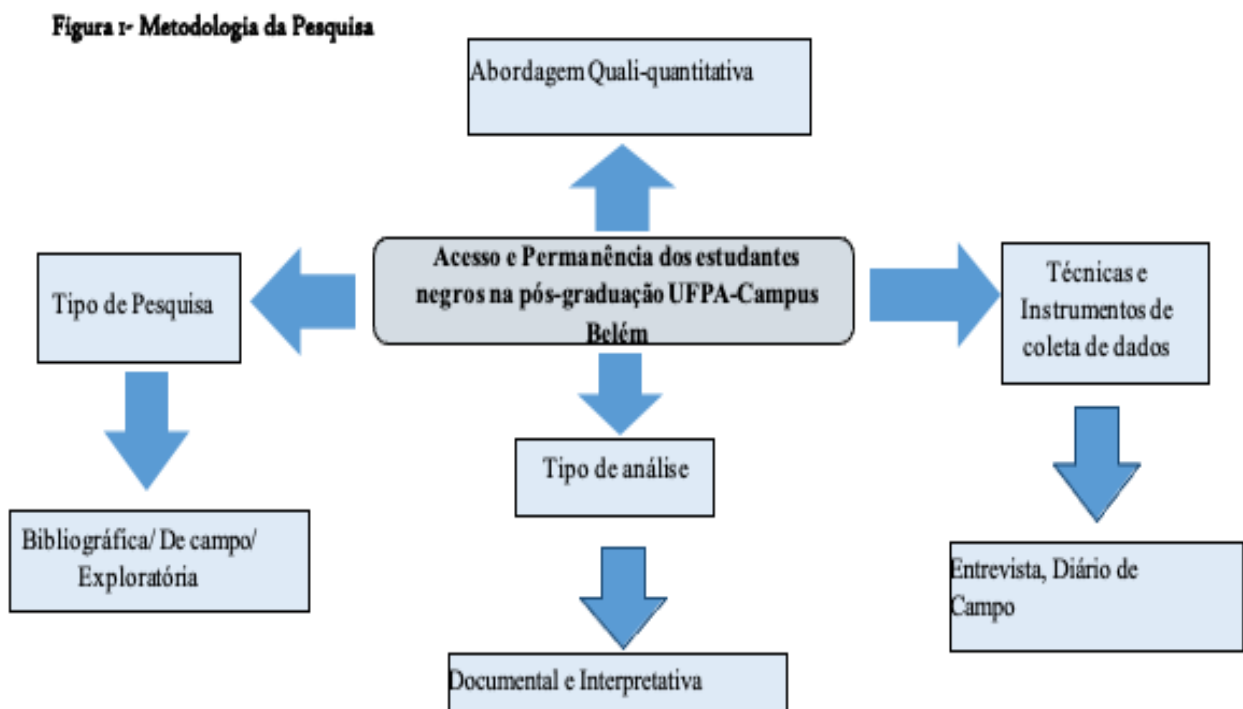 Figura 1- Metodologia da Pesquisa
Abordagem Quali-quantitativa
Acesso e Permanência dos estudantes
negros na pós-graduação UFPA-Campus
Belém
Tipo de Pesquisa
Técnicas e
Instrumentos de
coleta de dados
Tipo de análise
Bibliográfica/ De campo/
Exploratória
Entrevista, Diário de
Campo
Documental e Interpretativa